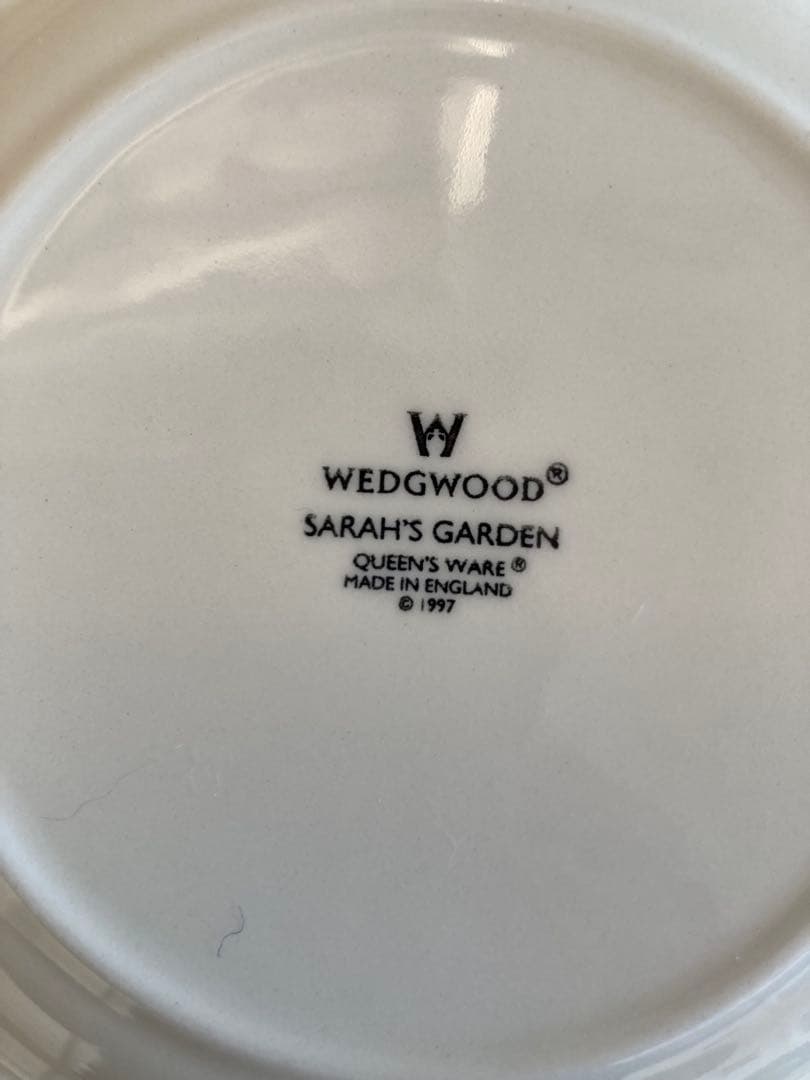 W
WEDGWOOD®
SARAH'S GARDEN
QUEEN'S WARE ®
MADE IN ENGLAND
© 1997